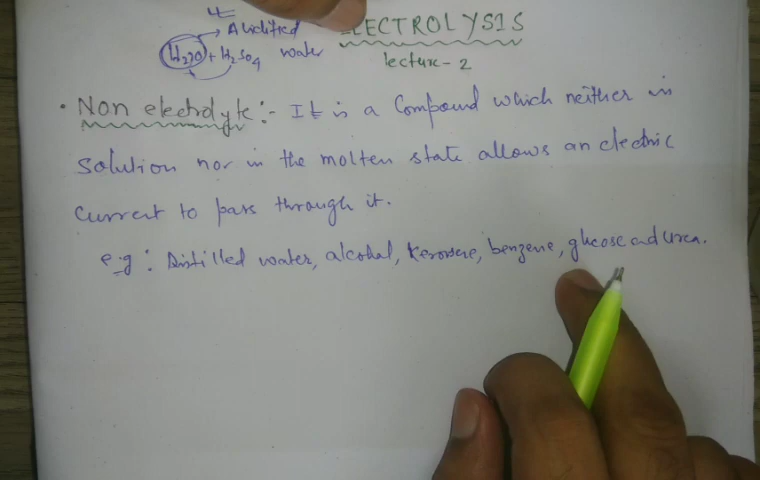 Acidified
H2O + H2SO4 water
ELECTROLYSIS
lecture - 2
• Non electrolyte :- It is a Compound which neither in
solution nor in the molten state allows an electric
current to pass through it.
e.g : Distilled water, alcohol, Kerosene, benzene, glucose and Urea.